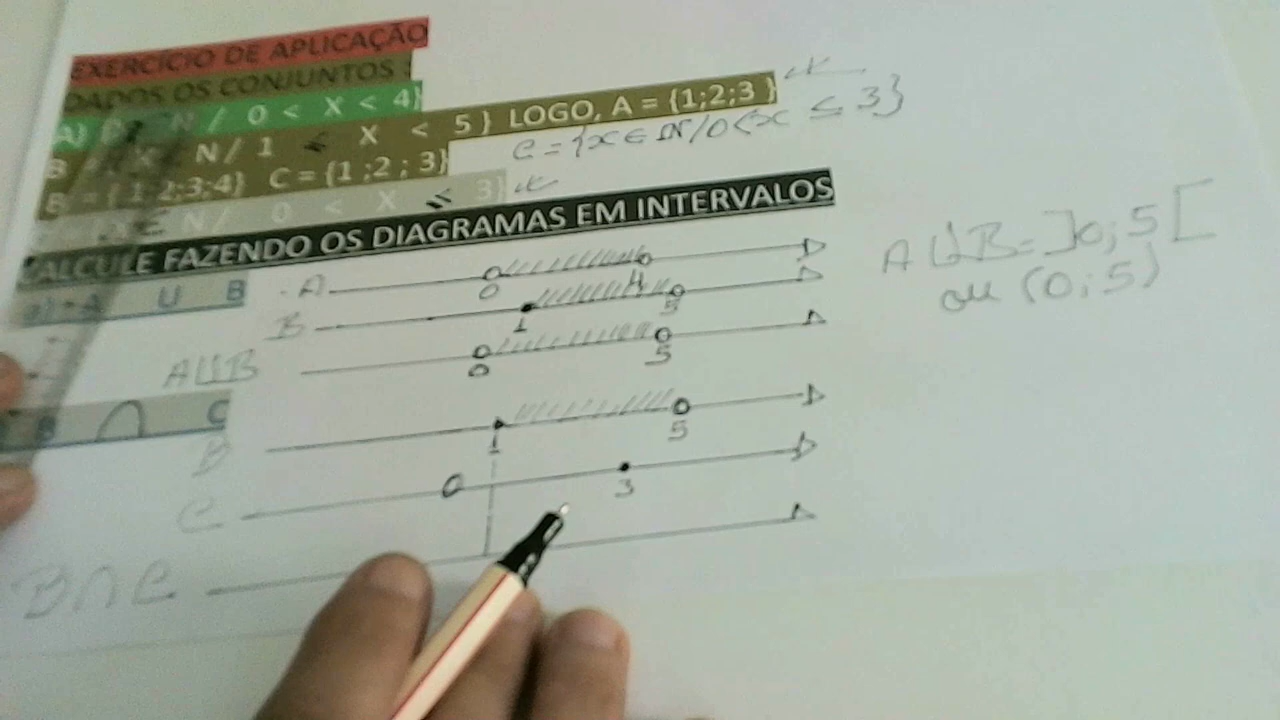 EXERCÍCIO DE APLICAÇÃO
DADOS OS CONJUNTOS :
A) N / 0 < X < 4}
B X N / 1 ≤ X < 5 } LOGO, A = {1;2;3 }
C = {x ∈ N / 0 < x ≤ 3}
B = { 1;2;3;4} C = {1 ;2 ; 3}
X ∈ N / 0 < X ≤ 3}
CALCULE FAZENDO OS DIAGRAMAS EM INTERVALOS
a) - A U B
A
0 4
B
1 5
A U B
0 5
A U B = ]0; 5[
ou (0; 5)
B ∩ C
B
1 5
C
3
B ∩ C